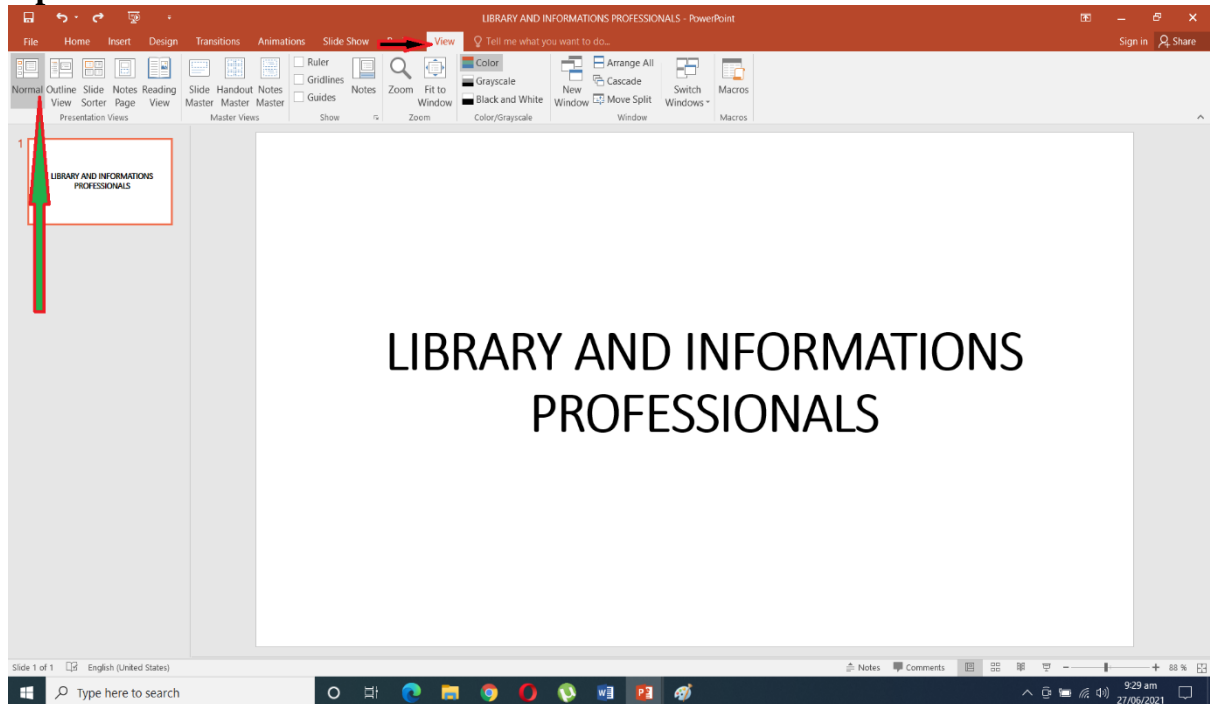 LIBRARY AND INFORMATIONS PROFESSIONALS - PowerPoint
File Home Insert Design Transitions Animations Slide Show View Tell me what you want to do... Sign in Share
Normal Outline View Slide Sorter Notes Page Reading View
Presentation Views
Slide Master Handout Master Notes Master
Master Views
Ruler
Gridlines
Guides
Notes
Show
Zoom Fit to Window
Zoom
Color
Grayscale
Black and White
Color/Grayscale
New Window
Arrange All
Cascade
Move Split
Switch Windows
Window
Macros
Macros
1
LIBRARY AND INFORMATIONS
PROFESSIONALS
LIBRARY AND INFORMATIONS
PROFESSIONALS
Slide 1 of 1 English (United States) Notes Comments 88 %
Type here to search
9:29 am
27/06/2021